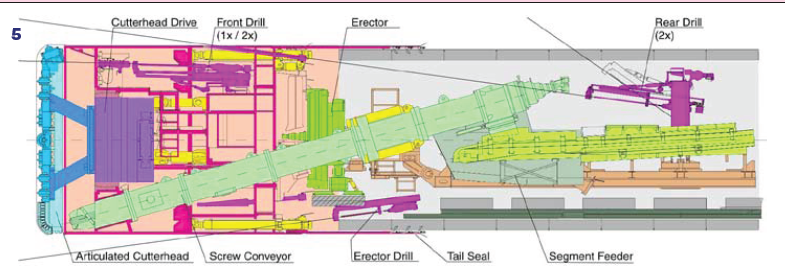 5
Cutterhead Drive
Front Drill
(1x / 2x)
Erector
Rear Drill
(2x)
Articulated Cutterhead
Screw Conveyor
Erector Drill
Tail Seal
Segment Feeder